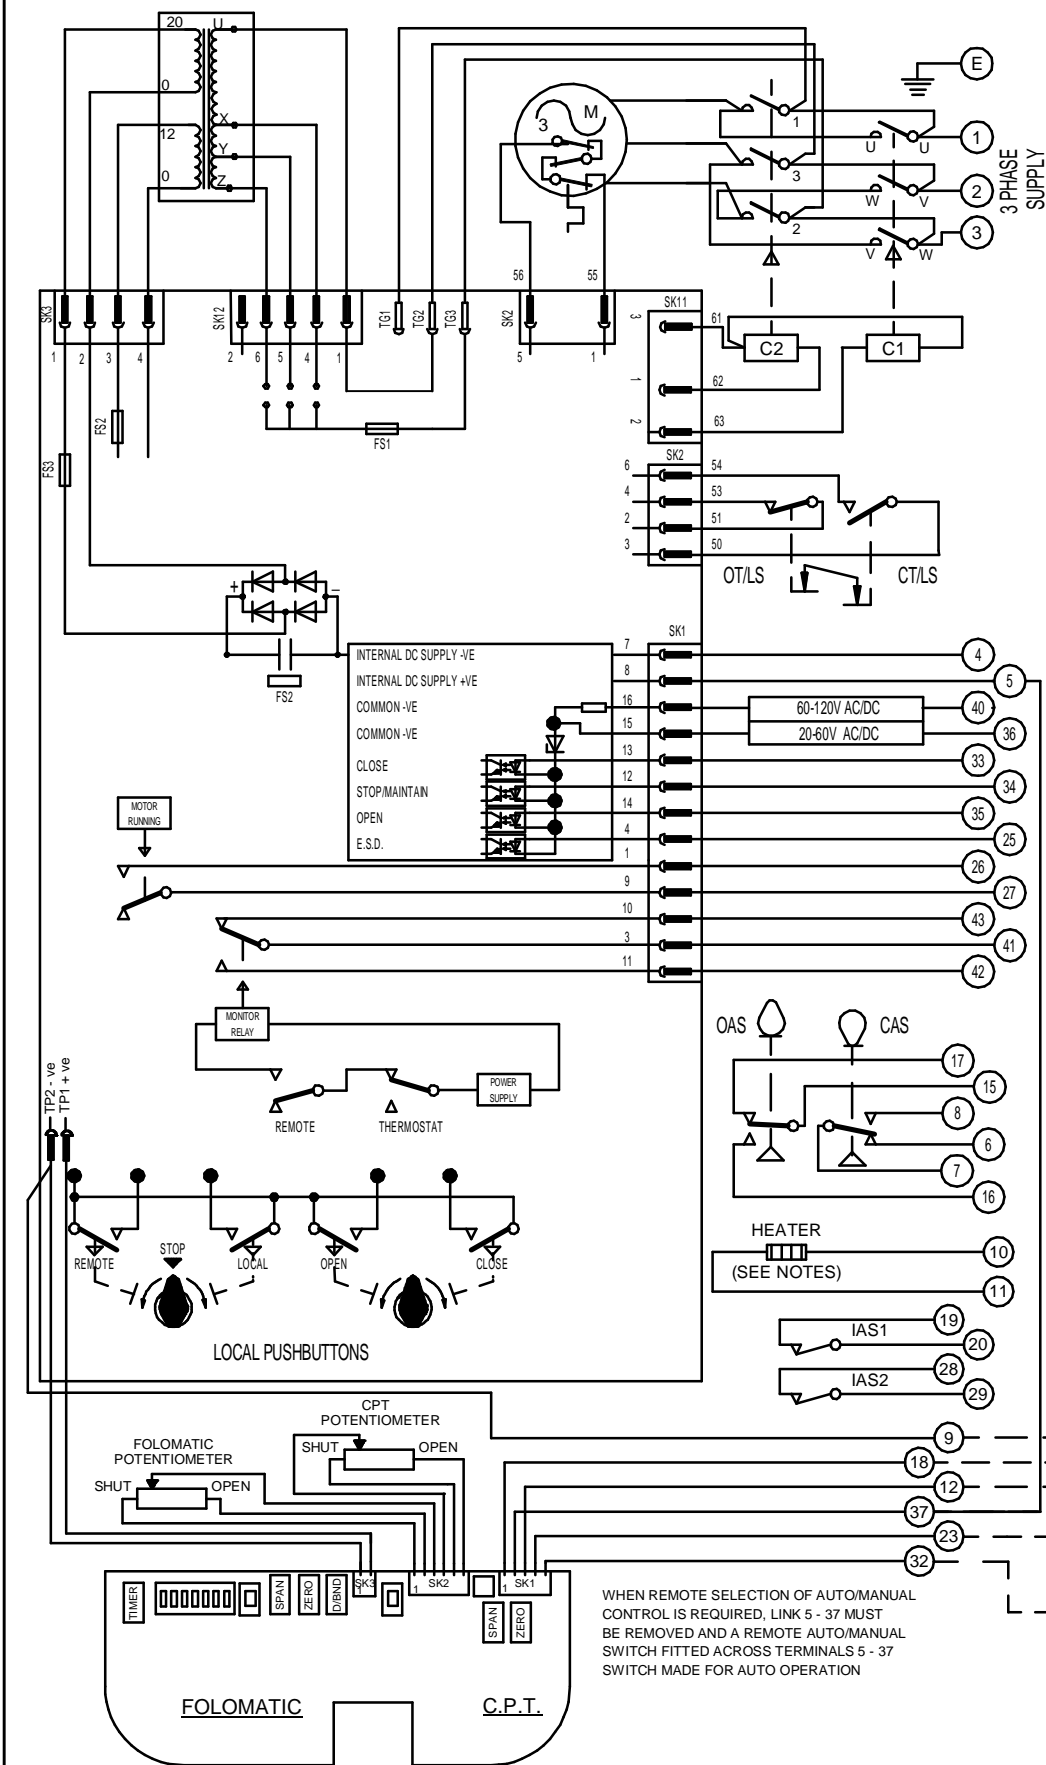 20 U
0
X
12
Y
0 Z
3 M
1
3
2
U U
W V
V W
E
1
2
3
3 PHASE
SUPPLY
56 55
SK3
1 2 3 4
SK12
2 6 5 4 1
TG1 TG2 TG3
SK2
5 1
SK11
3 61
1 62
2 63
C2 C1
FS2
FS3
FS1
SK2
6 54
4 53
2 51
3 50
OT/LS CT/LS
+ –
FS2
SK1
INTERNAL DC SUPPLY -VE 7 4
INTERNAL DC SUPPLY +VE 8 5
COMMON -VE 16 60-120V AC/DC 40
COMMON -VE 15 20-60V AC/DC 36
CLOSE 13 33
STOP/MAINTAIN 12 34
OPEN 14 35
E.S.D. 4 25
1 26
9 27
10 43
3 41
11 42
MOTOR
RUNNING
MONITOR
RELAY
REMOTE
THERMOSTAT
POWER
SUPPLY
OAS CAS
17
15
8
6
7
16
TP2 - ve
TP1 + ve
REMOTE STOP LOCAL OPEN CLOSE
LOCAL PUSHBUTTONS
HEATER
(SEE NOTES)
10
11
IAS1 19
20
IAS2 28
29
CPT
POTENTIOMETER
SHUT OPEN
FOLOMATIC
POTENTIOMETER
SHUT OPEN
9
18
12
37
23
32
TIMER
SPAN
ZERO
D/BND
SK3
1
1 SK2
1 SK1
SPAN
ZERO
FOLOMATIC C.P.T.
WHEN REMOTE SELECTION OF AUTO/MANUAL
CONTROL IS REQUIRED, LINK 5 - 37 MUST
BE REMOVED AND A REMOTE AUTO/MANUAL
SWITCH FITTED ACROSS TERMINALS 5 - 37
SWITCH MADE FOR AUTO OPERATION